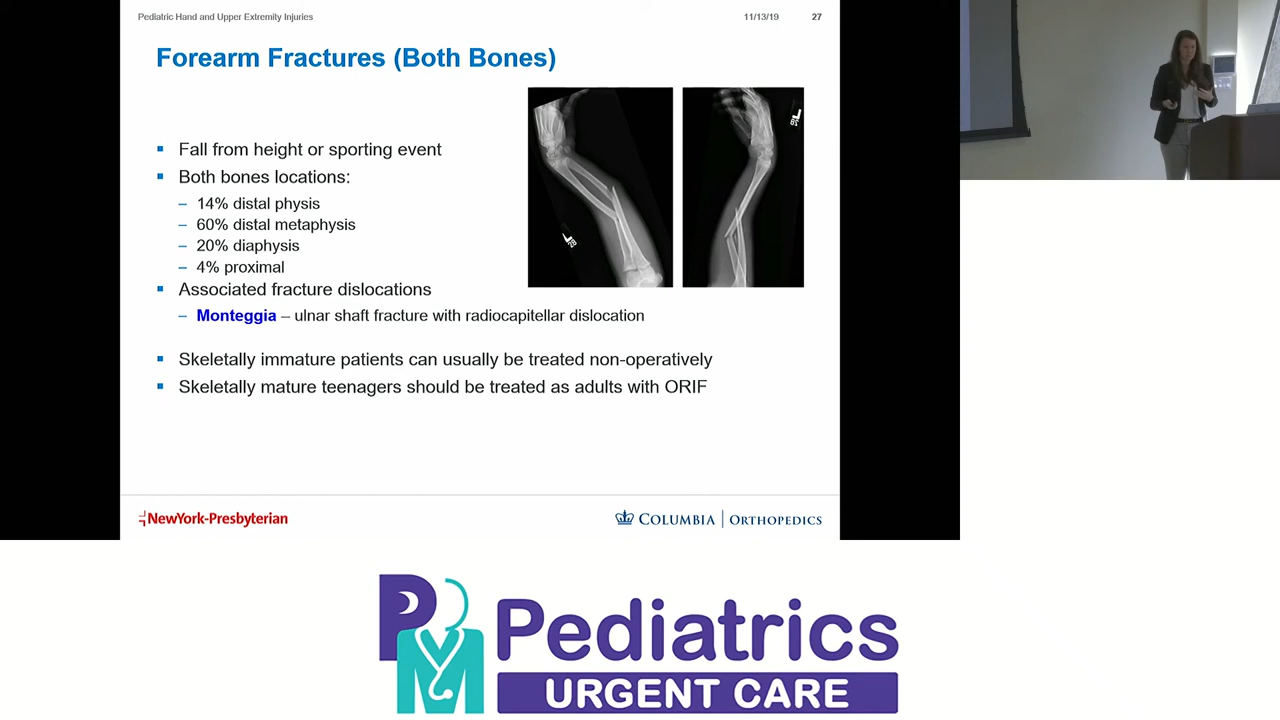 Pediatric Hand and Upper Extremity Injuries
11/13/19
27
Forearm Fractures (Both Bones)
Fall from height or sporting event
Both bones locations:
– 14% distal physis
– 60% distal metaphysis
– 20% diaphysis
– 4% proximal
Associated fracture dislocations
– Monteggia – ulnar shaft fracture with radiocapitellar dislocation
Skeletally immature patients can usually be treated non-operatively
Skeletally mature teenagers should be treated as adults with ORIF
L
L
NewYork-Presbyterian
COLUMBIA | ORTHOPEDICS
PM
Pediatrics
URGENT CARE